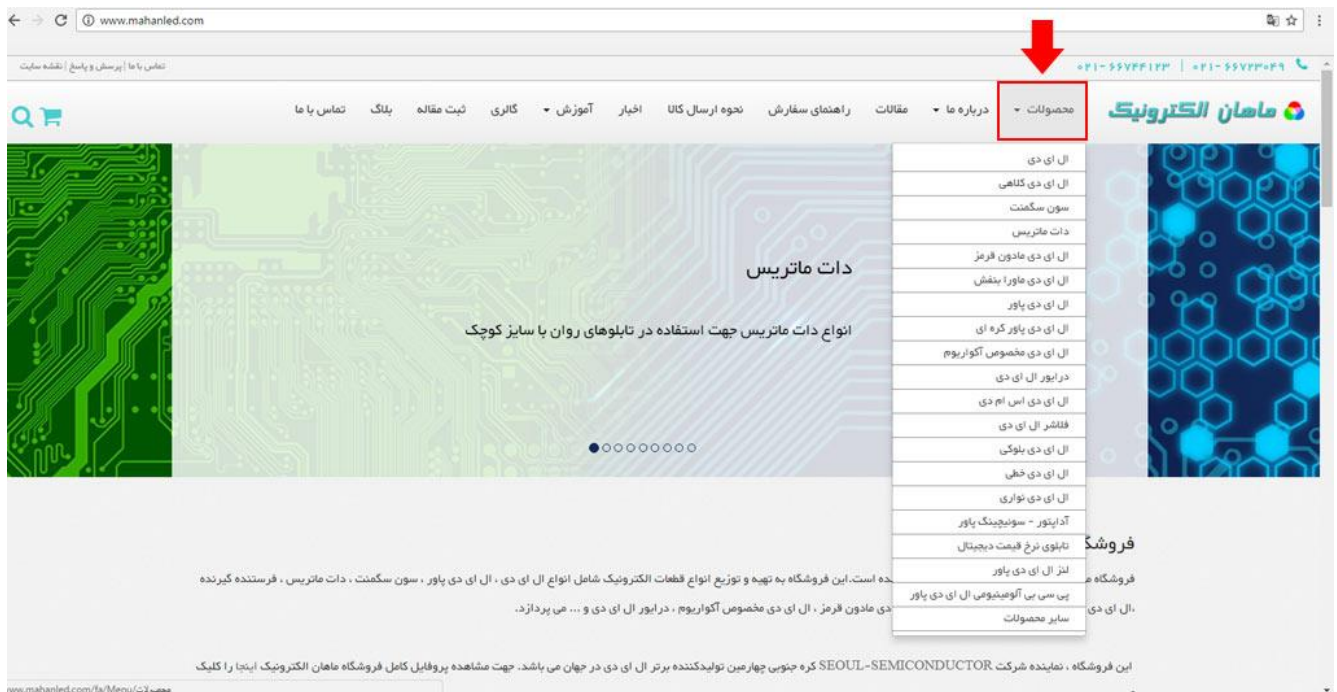 www.mahanled.com
تماس با ما | پرسش و پاسخ | نقشه سایت
۰۲۱-۶۶۷۴۴۱۲۳ | ۰۲۱-۶۶۷۲۳۰۴۹
ماهان الکترونیک
محصولات
درباره ما
مقالات
راهنمای سفارش
نحوه ارسال کالا
اخبار
آموزش
گالری
ثبت مقاله
بلاگ
تماس با ما
ال ای دی
ال ای دی کلاهی
سون سگمنت
دات ماتریس
ال ای دی مادون قرمز
ال ای دی ماورا بنفش
ال ای دی پاور
ال ای دی پاور کره ای
ال ای دی مخصوص آکواریوم
درایور ال ای دی
ال ای دی اس ام دی
فلاشر ال ای دی
ال ای دی بلوکی
ال ای دی خطی
ال ای دی نواری
آداپتور - سوئیچینگ پاور
تابلوی نرخ قیمت دیجیتال
لنز ال ای دی پاور
پی سی بی آلومینیومی ال ای دی پاور
سایر محصولات
دات ماتریس
انواع دات ماتریس جهت استفاده در تابلوهای روان با سایز کوچک
فروشگاه ده است.این فروشگاه به تهیه و توزیع انواع قطعات الکترونیک شامل انواع ال ای دی ، ال ای دی پاور ، سون سگمنت ، دات ماتریس ، فرستنده گیرنده
،ال ای دی دی مادون قرمز ، ال ای دی مخصوص آکواریوم ، درایور ال ای دی و ... می پردازد.
این فروشگاه ، نماینده شرکت SEOUL-SEMICONDUCTOR کره جنوبی چهارمین تولیدکننده برتر ال ای دی در جهان می باشد. جهت مشاهده پروفایل کامل فروشگاه ماهان الکترونیک اینجا را کلیک
www.mahanled.com/fa/Menu/محصولات